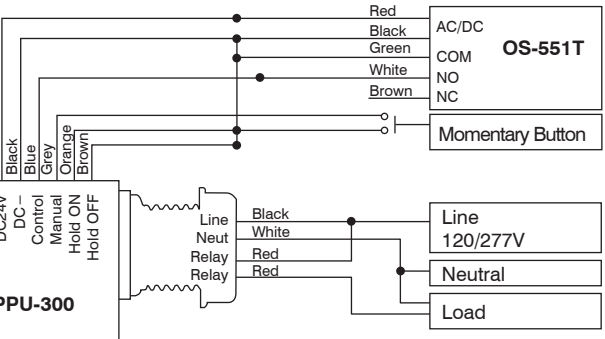 Red
Black
Green
White
Brown
AC/DC
COM
NO
NC
OS-551T
Momentary Button
Black
Blue
Grey
Orange
Brown
DC24V
DC –
Control
Manual
Hold ON
Hold OFF
PPU-300
Line
Neut
Relay
Relay
Black
White
Red
Red
Line
120/277V
Neutral
Load